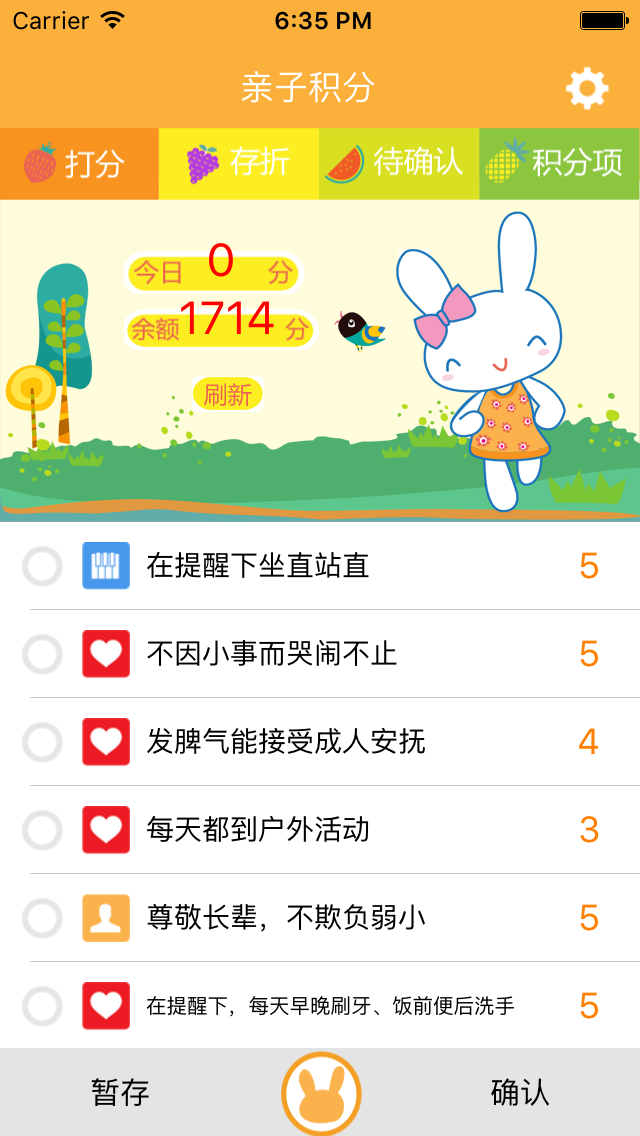 Carrier 6:35 PM
亲子积分
打分 存折 待确认 积分项
今日 0 分
余额 1714 分
刷新
在提醒下坐直站直 5
不因小事而哭闹不止 5
发脾气能接受成人安抚 4
每天都到户外活动 3
尊敬长辈，不欺负弱小 5
在提醒下，每天早晚刷牙、饭前便后洗手 5
暂存 确认